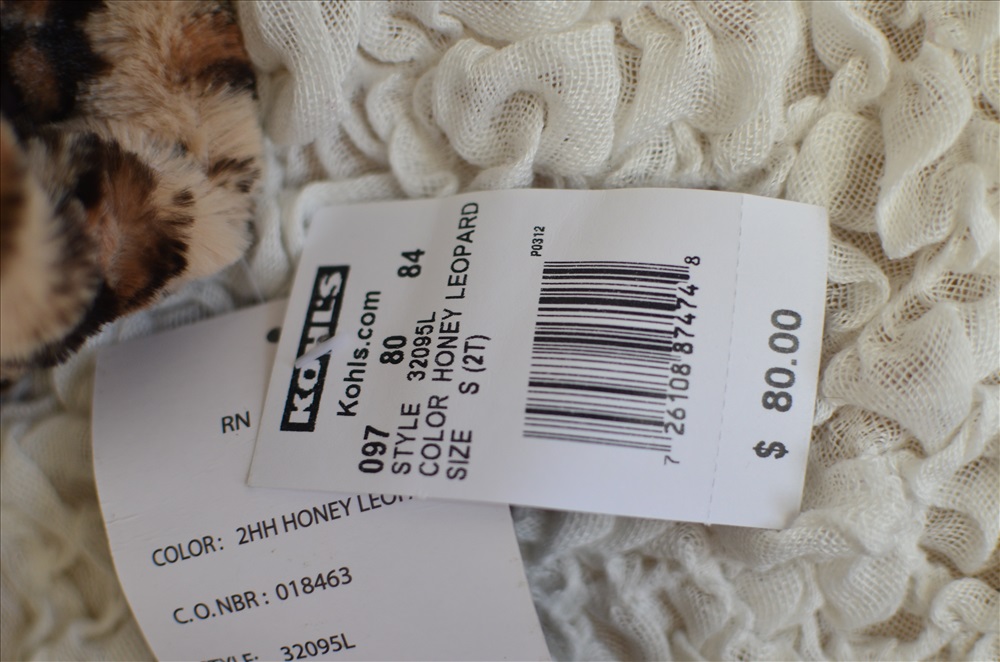 KOHL'S
Kohls.com
097 80 84
STYLE 32095L
COLOR HONEY LEOPARD
SIZE S (2T)
P0312
7 26108 87474 8
$ 80.00
RN
COLOR: 2HH HONEY
C.O.NBR: 018463
32095L